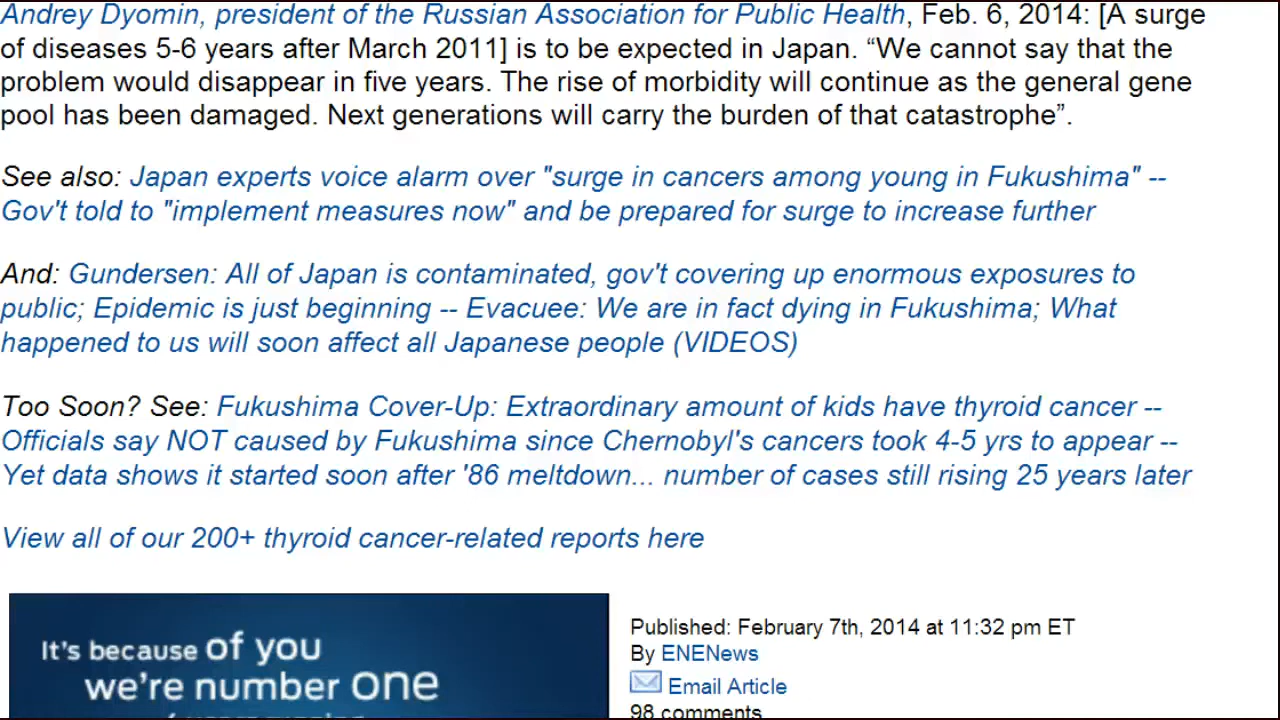 Andrey Dyomin, president of the Russian Association for Public Health, Feb. 6, 2014: [A surge
of diseases 5-6 years after March 2011] is to be expected in Japan. “We cannot say that the
problem would disappear in five years. The rise of morbidity will continue as the general gene
pool has been damaged. Next generations will carry the burden of that catastrophe”.
See also: Japan experts voice alarm over "surge in cancers among young in Fukushima" --
Gov't told to "implement measures now" and be prepared for surge to increase further
And: Gundersen: All of Japan is contaminated, gov't covering up enormous exposures to
public; Epidemic is just beginning -- Evacuee: We are in fact dying in Fukushima; What
happened to us will soon affect all Japanese people (VIDEOS)
Too Soon? See: Fukushima Cover-Up: Extraordinary amount of kids have thyroid cancer --
Officials say NOT caused by Fukushima since Chernobyl's cancers took 4-5 yrs to appear --
Yet data shows it started soon after '86 meltdown... number of cases still rising 25 years later
View all of our 200+ thyroid cancer-related reports here
It's because of you
we're number one
Published: February 7th, 2014 at 11:32 pm ET
By ENENews
Email Article
98 comments